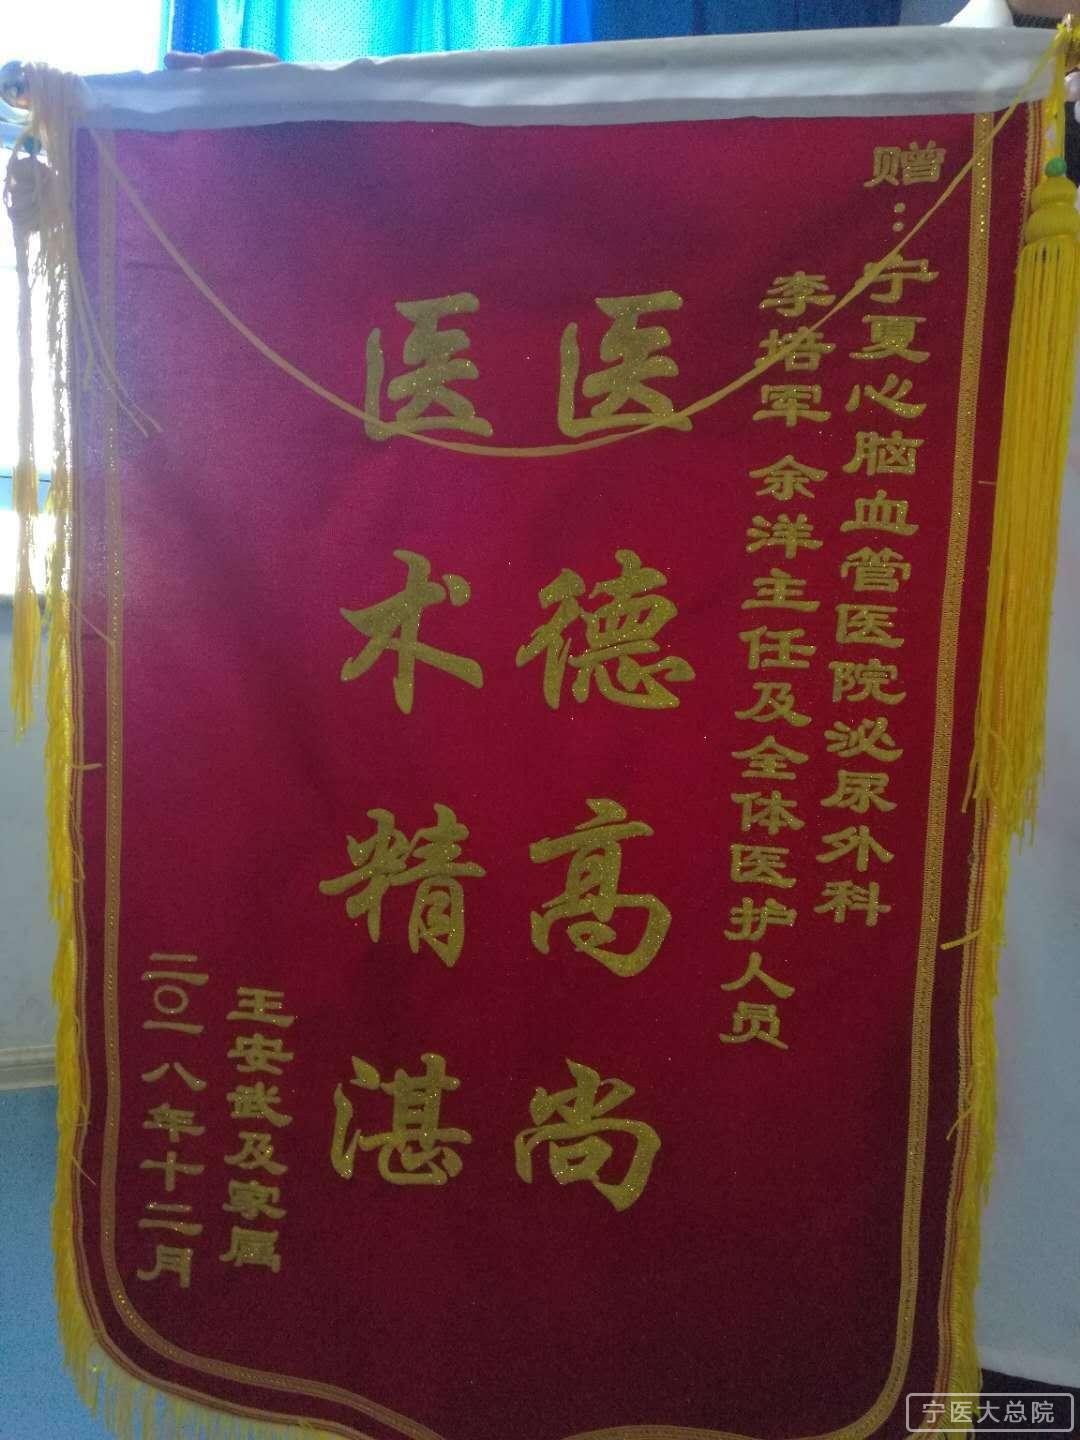 赠：宁夏心脑血管医院泌尿外科
李培军 余洋主任及全体医护人员
医德高尚
医术精湛
王安武及家属
二〇一八年十二月
宁医大总院